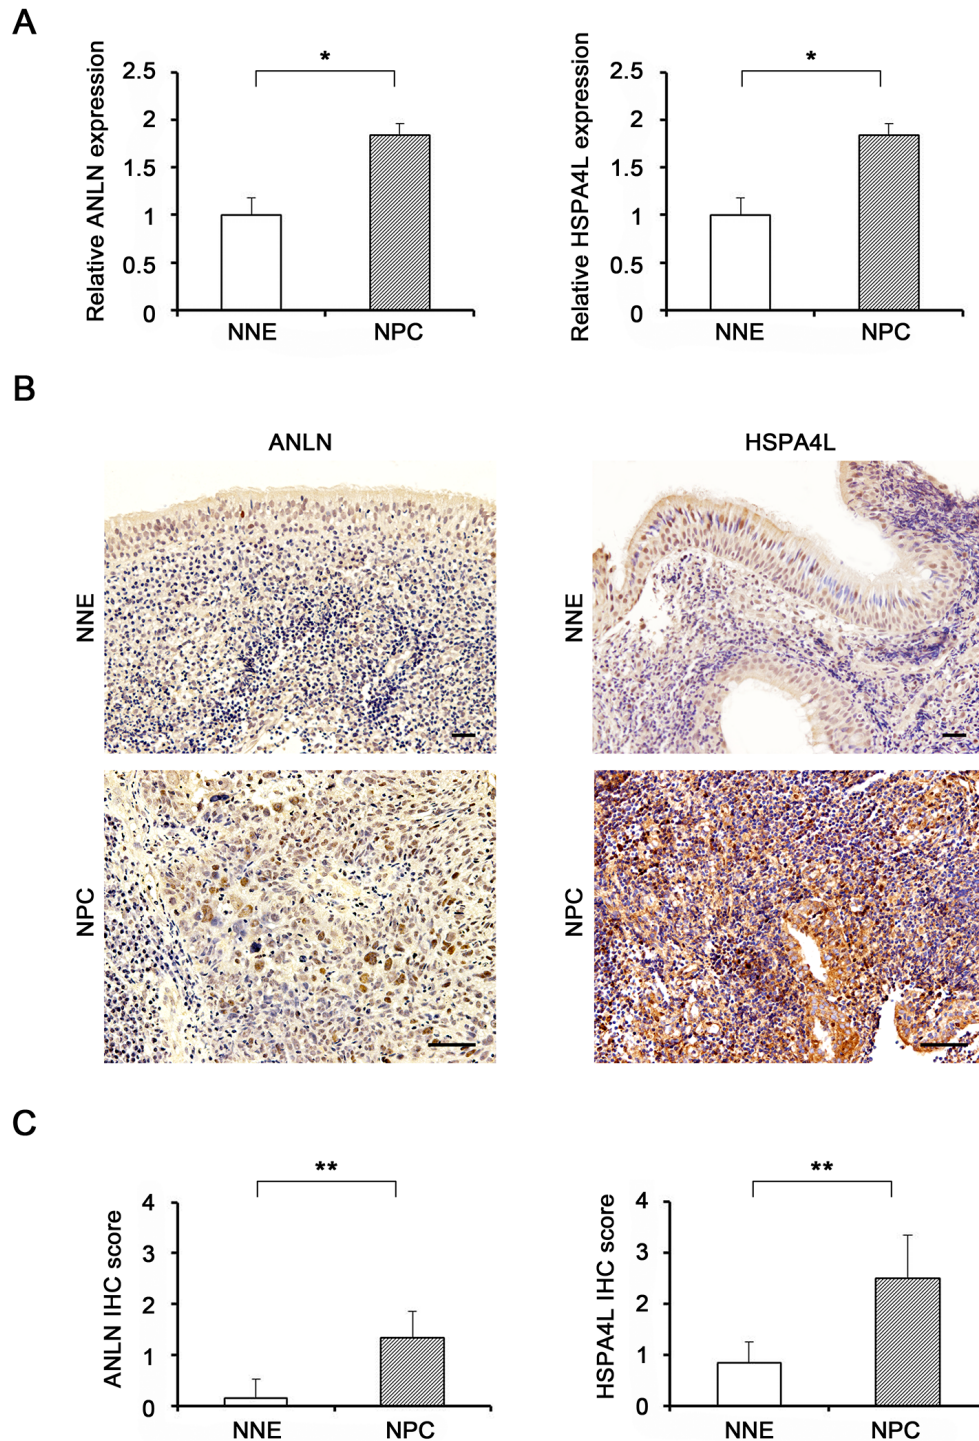 A
Relative ANLN expression
2.5
2
1.5
1
0.5
0
*
NNE
NPC
Relative HSPA4L expression
2.5
2
1.5
1
0.5
0
*
NNE
NPC
B
ANLN
HSPA4L
NNE
NNE
NPC
NPC
C
ANLN IHC score
4
3
2
1
0
**
NNE
NPC
HSPA4L IHC score
4
3
2
1
0
**
NNE
NPC